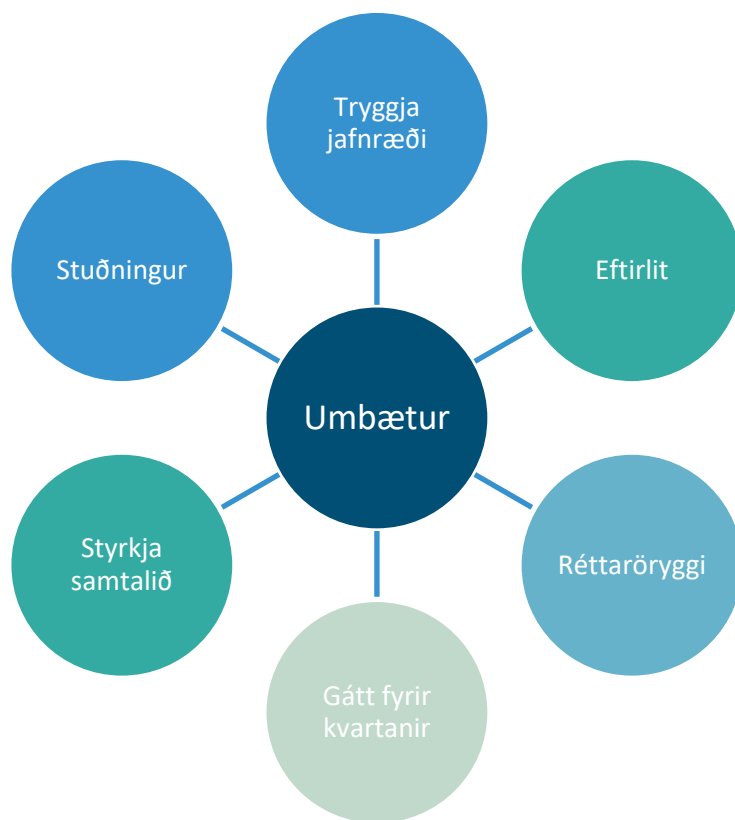 Tryggja
jafnræði
Stuðningur
Eftirlit
Umbætur
Styrkja
samtalið
Réttaröryggi
Gátt fyrir
kvartanir